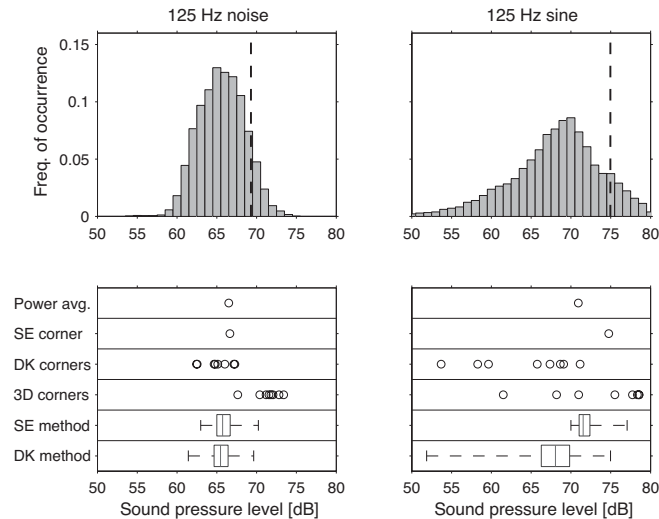 125 Hz noise
125 Hz sine
Freq. of occurrence
0.15
0.1
0.05
0
50 55 60 65 70 75 80
50 55 60 65 70 75 80
Power avg.
SE corner
DK corners
3D corners
SE method
DK method
50 55 60 65 70 75 80
50 55 60 65 70 75 80
Sound pressure level [dB]
Sound pressure level [dB]